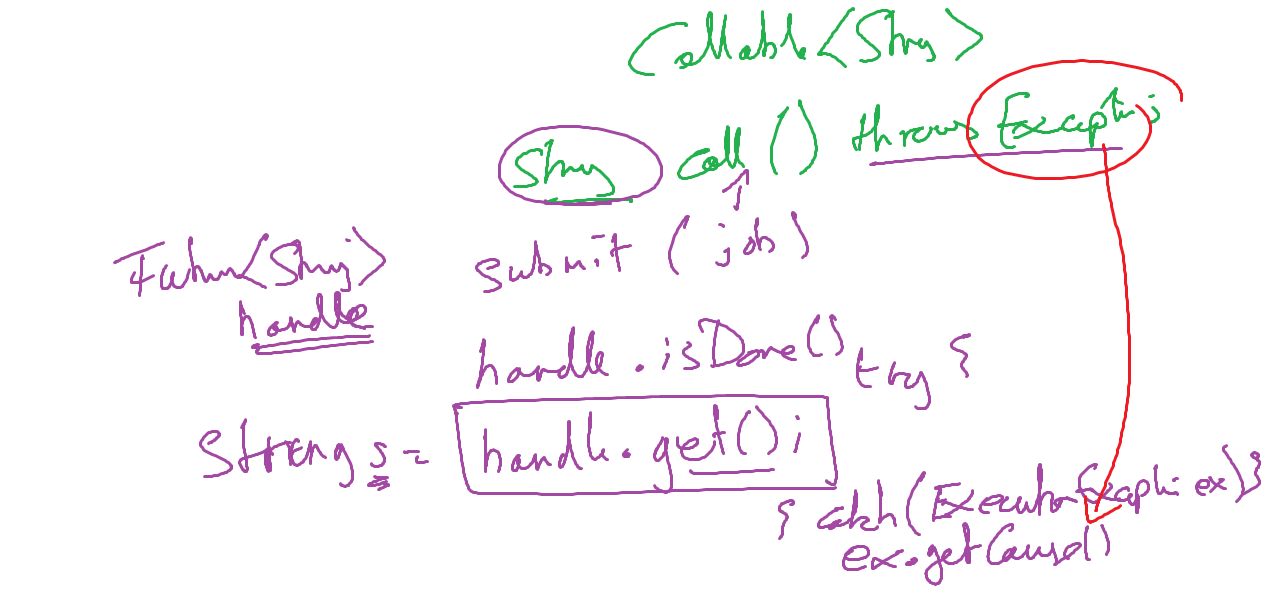 Callable<String>
String call() throws Exception;
Future<String> submit(job)
handle
handle.isDone()
try {
String s = handle.get();
} catch(ExecutionException ex){}
ex.getCause()